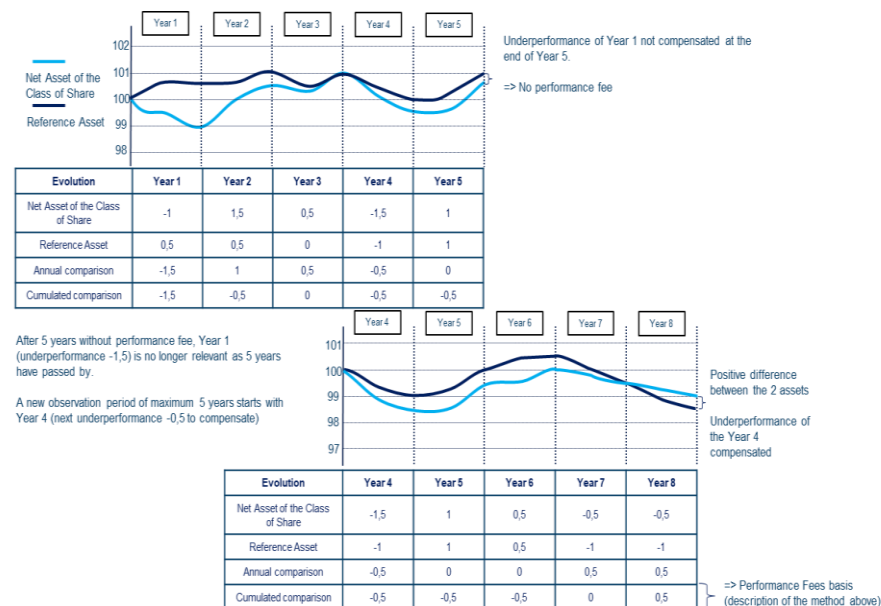 Year 1 Year 2 Year 3 Year 4 Year 5
102
101
100
99
98
Net Asset of the
Class of Share
Reference Asset
Underperformance of Year 1 not compensated at the
end of Year 5.
=> No performance fee
Evolution Year 1 Year 2 Year 3 Year 4 Year 5
Net Asset of the Class
of Share
-1 1,5 0,5 -1,5 1
Reference Asset 0,5 0,5 0 -1 1
Annual comparison -1,5 1 0,5 -0,5 0
Cumulated comparison -1,5 -0,5 0 -0,5 -0,5
After 5 years without performance fee, Year 1
(underperformance -1,5) is no longer relevant as 5 years
have passed by.
A new observation period of maximum 5 years starts with
Year 4 (next underperformance -0,5 to compensate)
Year 4 Year 5 Year 6 Year 7 Year 8
101
100
99
98
97
Positive difference
between the 2 assets
Underperformance of
the Year 4
compensated
Evolution Year 4 Year 5 Year 6 Year 7 Year 8
Net Asset of the Class
of Share
-1,5 1 0,5 -0,5 -0,5
Reference Asset -1 1 0,5 -1 -1
Annual comparison -0,5 0 0 0,5 0,5
Cumulated comparison -0,5 -0,5 -0,5 0 0,5
=> Performance Fees basis
(description of the method above)